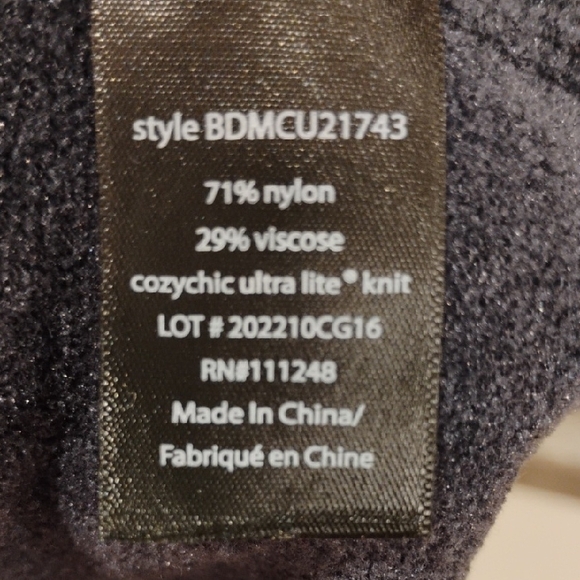 style BDMCU21743
71% nylon
29% viscose
cozychic ultra lite® knit
LOT # 202210CG16
RN#111248
Made In China/
Fabriqué en Chine